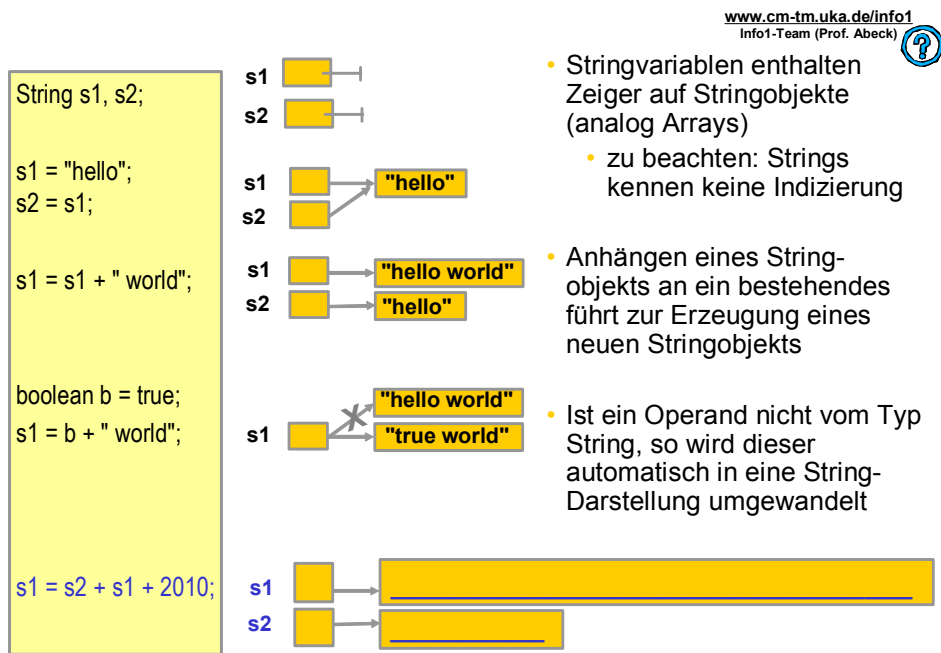 www.cm-tm.uka.de/info1
Info1-Team (Prof. Abeck)
?
String s1, s2;
s1 = "hello";
s2 = s1;
s1 = s1 + " world";
boolean b = true;
s1 = b + " world";
s1 = s2 + s1 + 2010;
s1
s2
s1
"hello"
s2
s1
"hello world"
s2
"hello"
"hello world"
s1
"true world"
s1
s2
• Stringvariablen enthalten
Zeiger auf Stringobjekte
(analog Arrays)
• zu beachten: Strings
kennen keine Indizierung
• Anhängen eines String-
objekts an ein bestehendes
führt zur Erzeugung eines
neuen Stringobjekts
• Ist ein Operand nicht vom Typ
String, so wird dieser
automatisch in eine String-
Darstellung umgewandelt